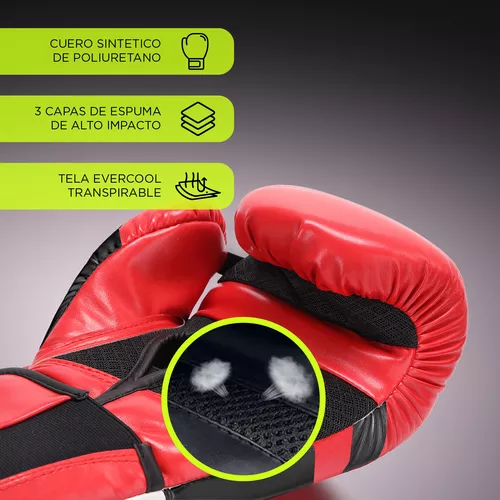 CUERO SINTETICO
DE POLIURETANO
3 CAPAS DE ESPUMA
DE ALTO IMPACTO
TELA EVERCOOL
TRANSPIRABLE